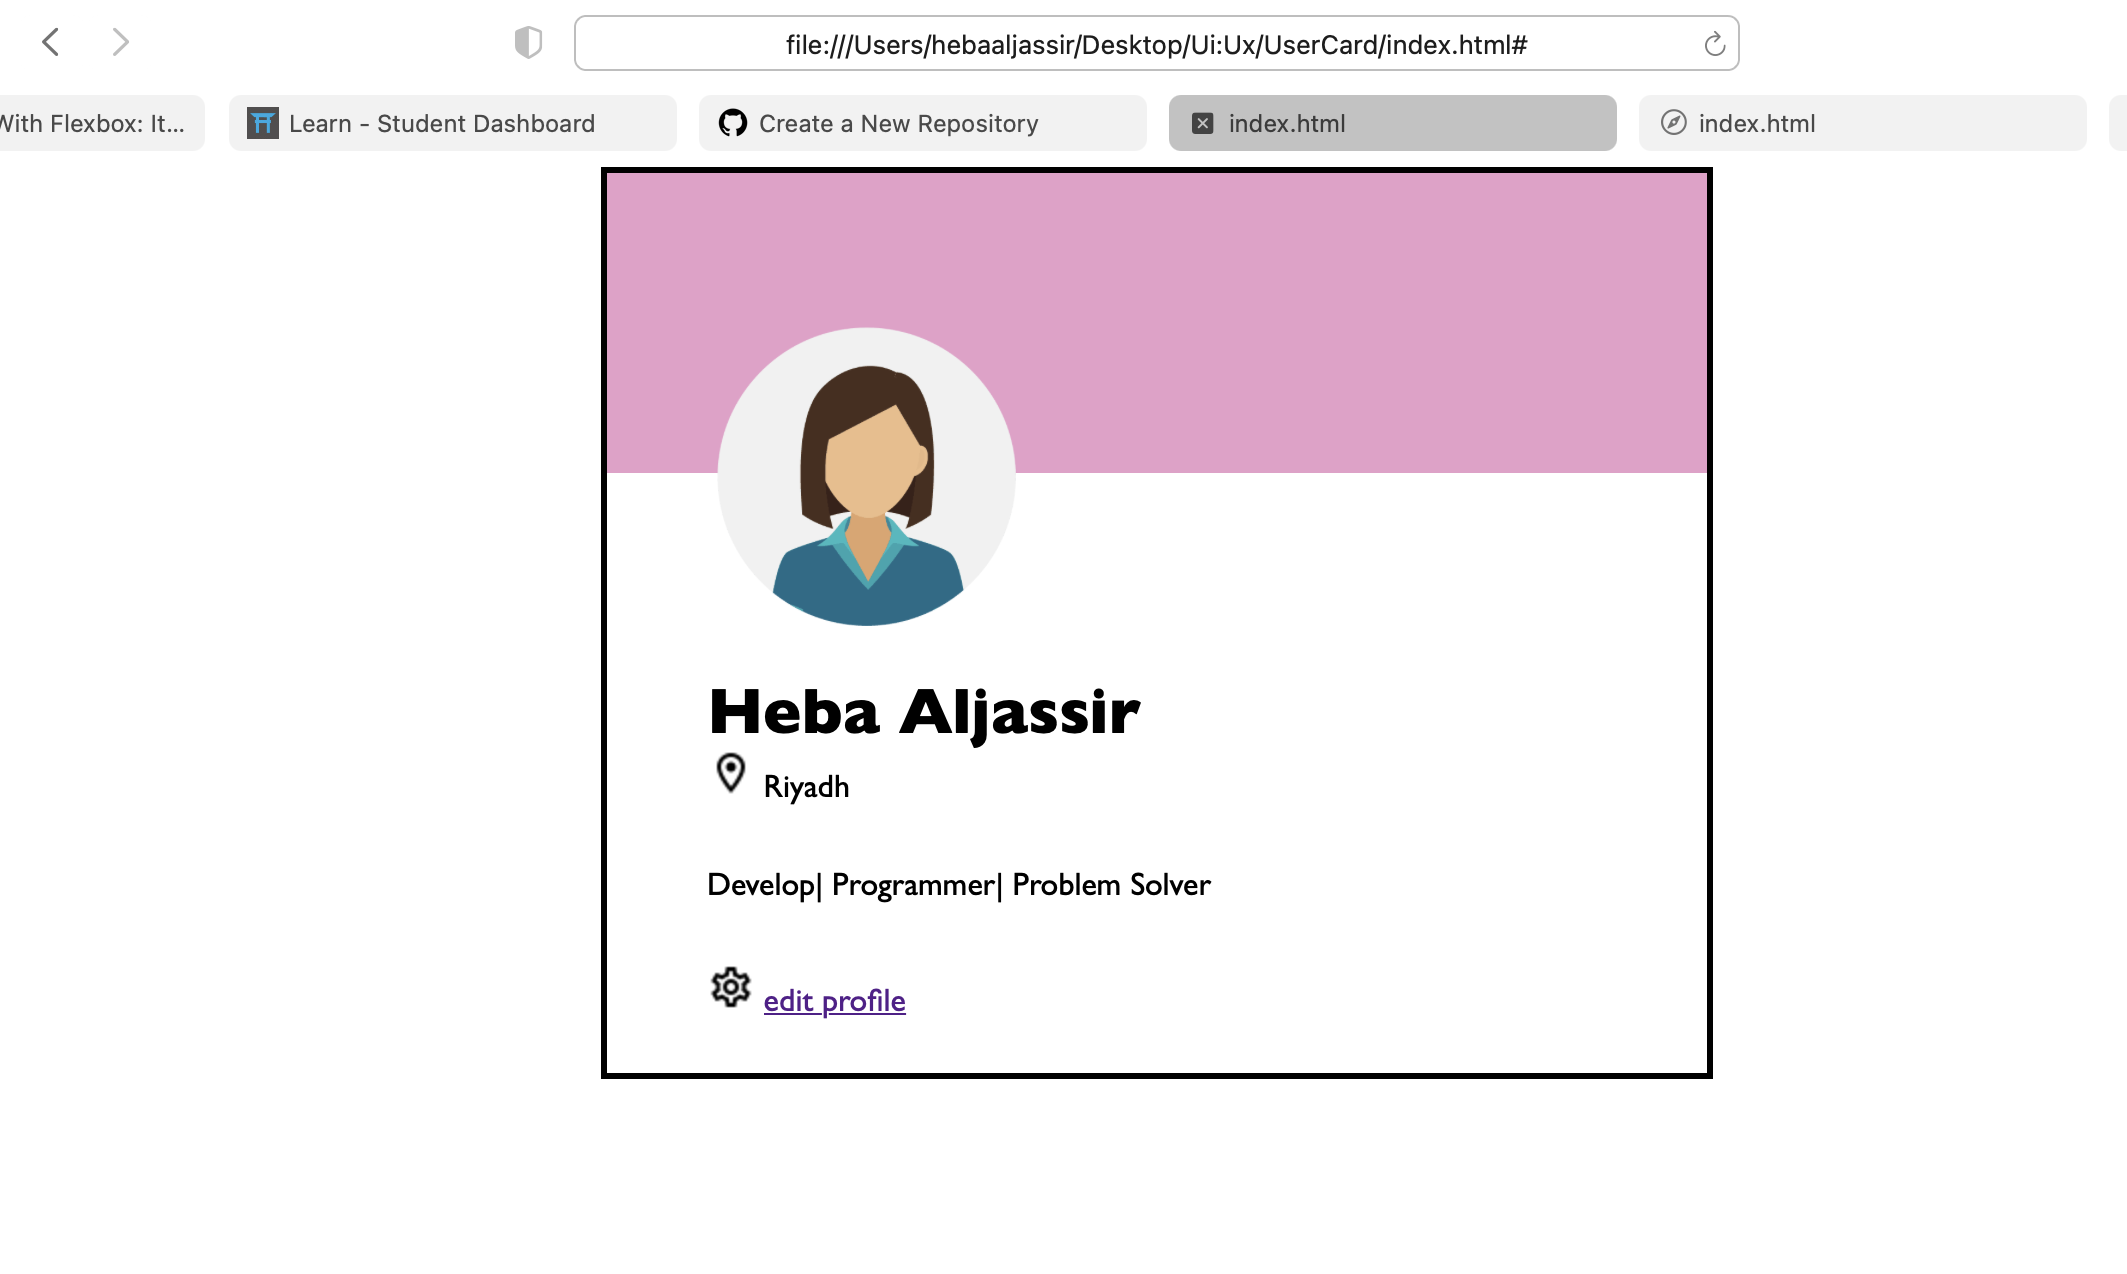 file:///Users/hebaaljassir/Desktop/Ui:Ux/UserCard/index.html#
With Flexbox: It...
Learn - Student Dashboard
Create a New Repository
index.html
index.html
Heba Aljassir
Riyadh
Develop| Programmer| Problem Solver
edit profile